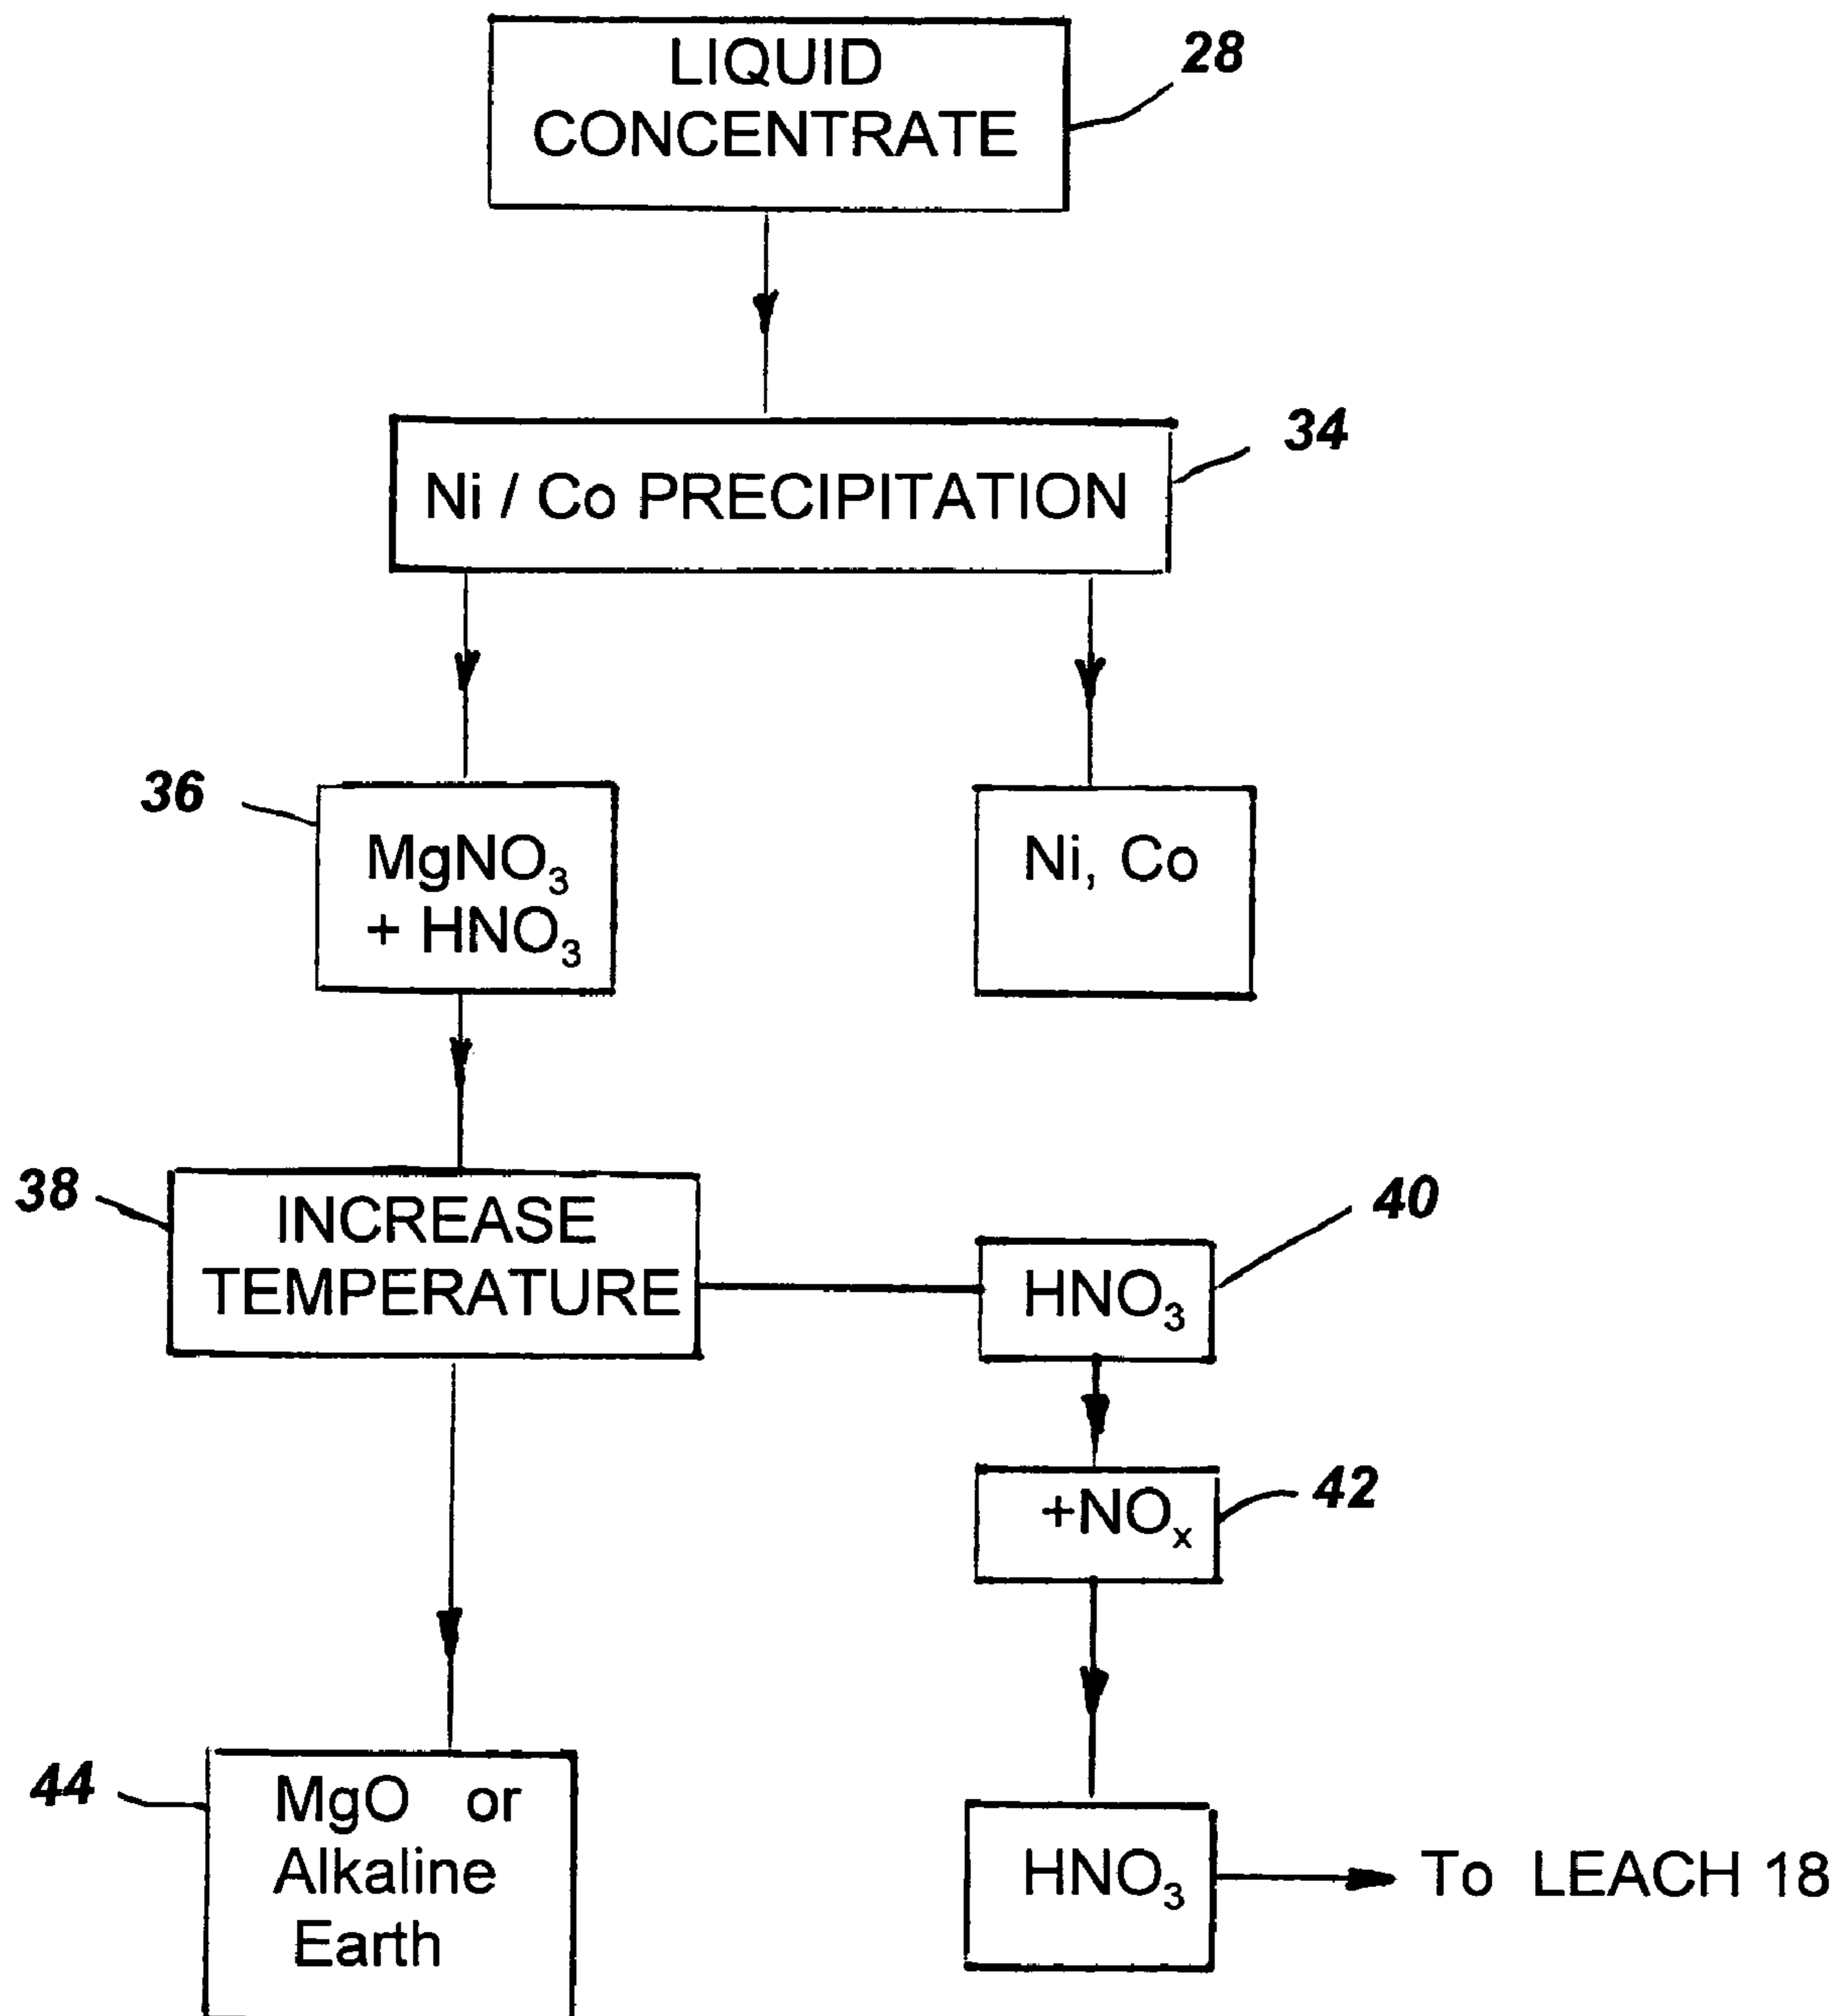 LIQUID
CONCENTRATE
28
Ni / Co PRECIPITATION
34
36
MgNO₃
+ HNO₃
Ni, Co
38
INCREASE
TEMPERATURE
40
HNO₃
+NOₓ
42
44
MgO or
Alkaline
Earth
HNO₃
To LEACH 18